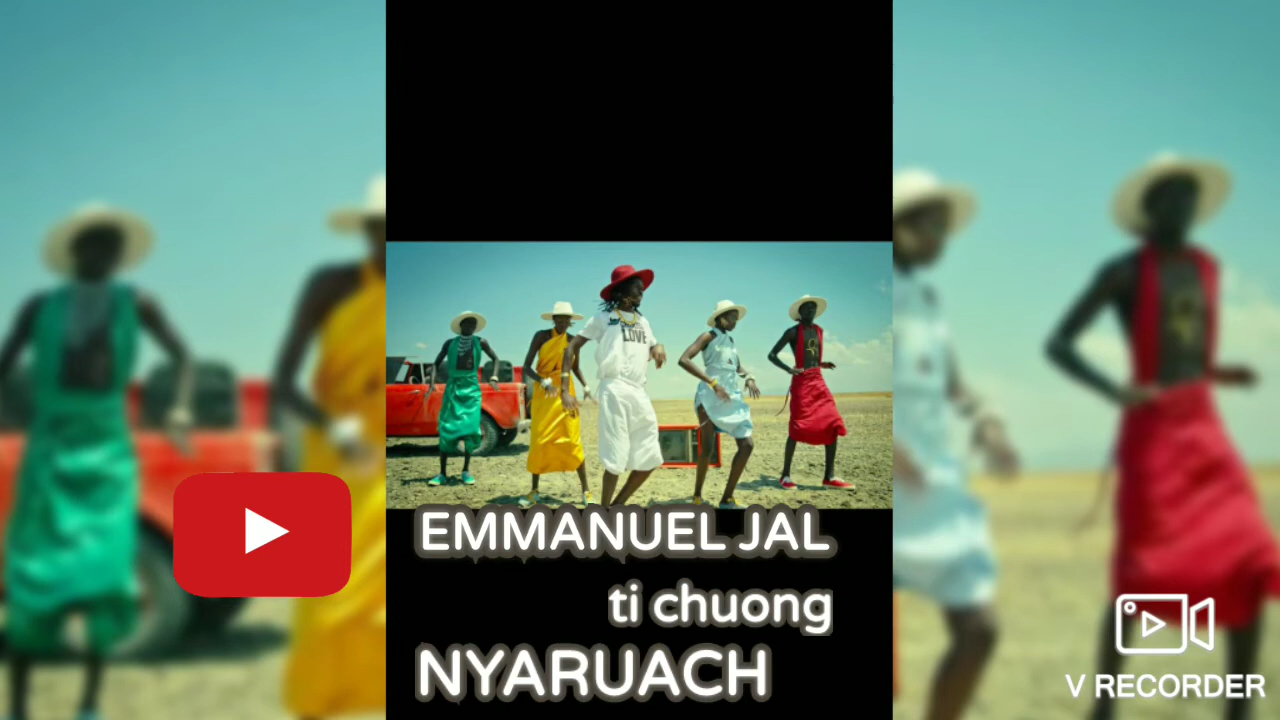 LOVE
EMMANUEL JAL
ti chuong
NYARUACH
V RECORDER